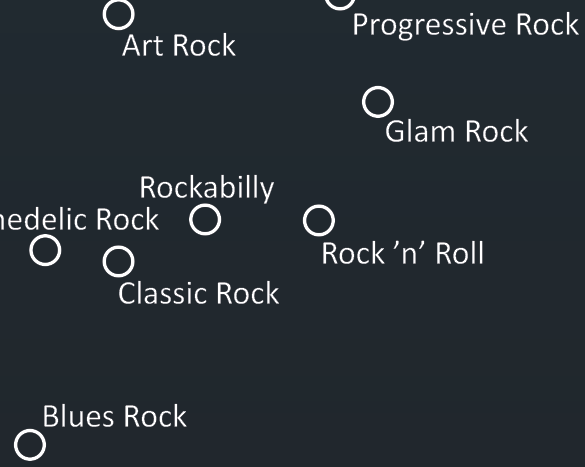 Progressive Rock
Art Rock
Glam Rock
Rockabilly
Rock
Rock ’n’ Roll
Classic Rock
Blues Rock